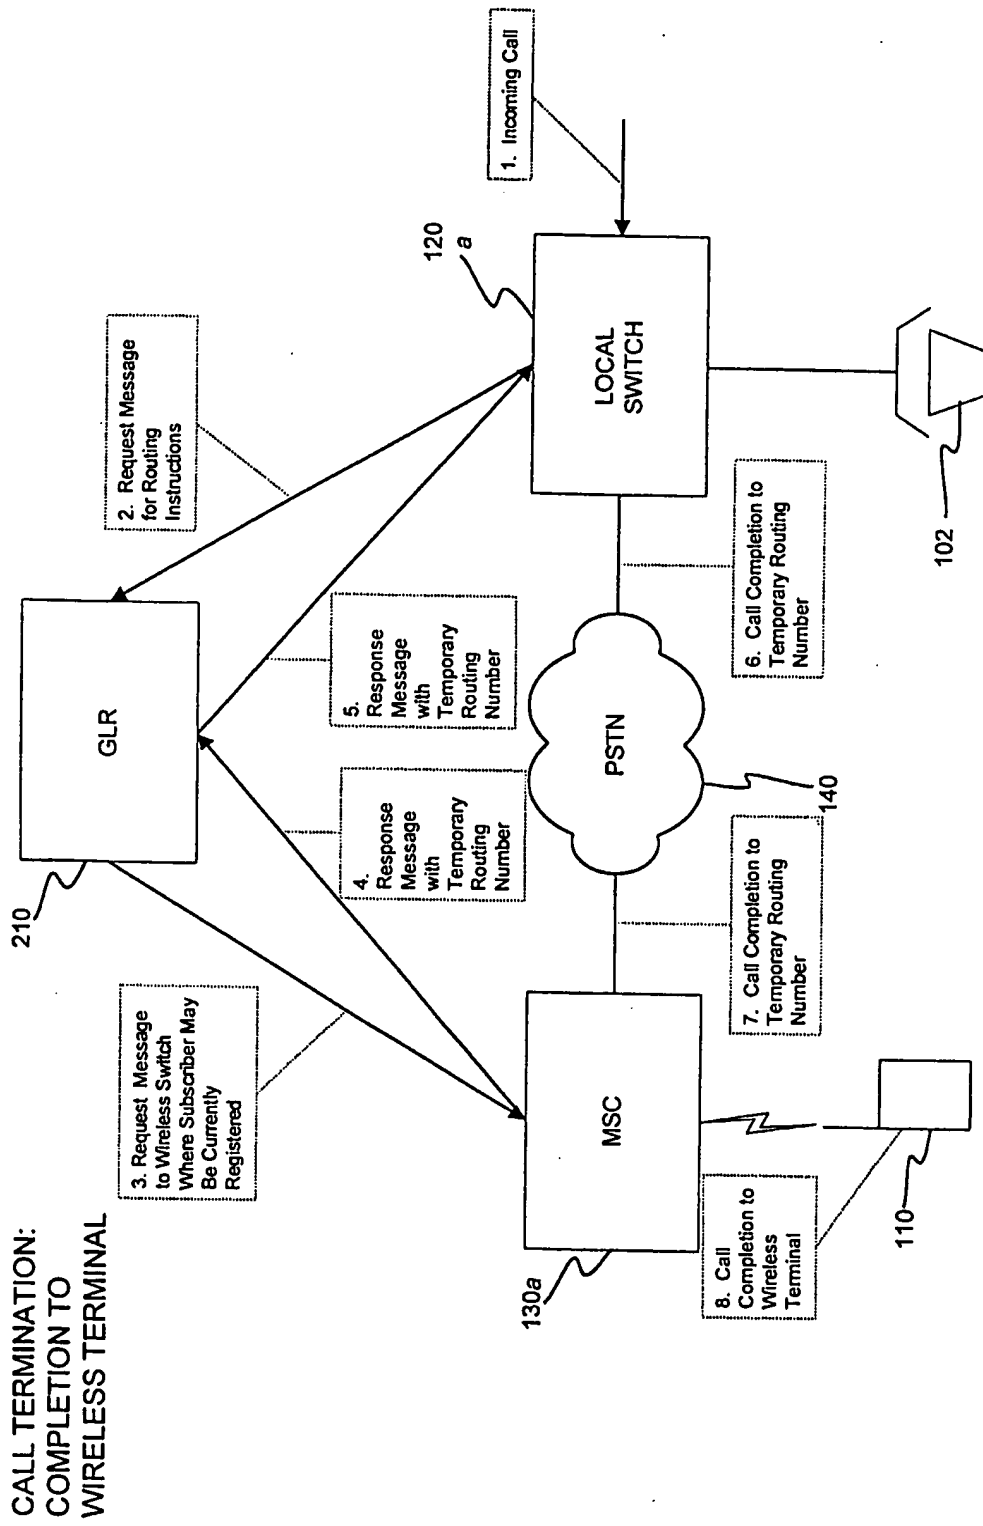 CALL TERMINATION:
COMPLETION TO
WIRELESS TERMINAL
210
GLR
2. Request Message
for Routing
Instructions
3. Request Message
to Wireless Switch
Where Subscriber May
Be Currently
Registered
4.
Response
Message
with
Temporary
Routing
Number
5.
Response
Message
with
Temporary
Routing
Number
120
a
1. Incoming Call
130a
MSC
PSTN
LOCAL
SWITCH
140
8. Call
Completion to
Wireless
Terminal
7. Call Completion to
Temporary Routing
Number
6. Call Completion to
Temporary Routing
Number
110
102